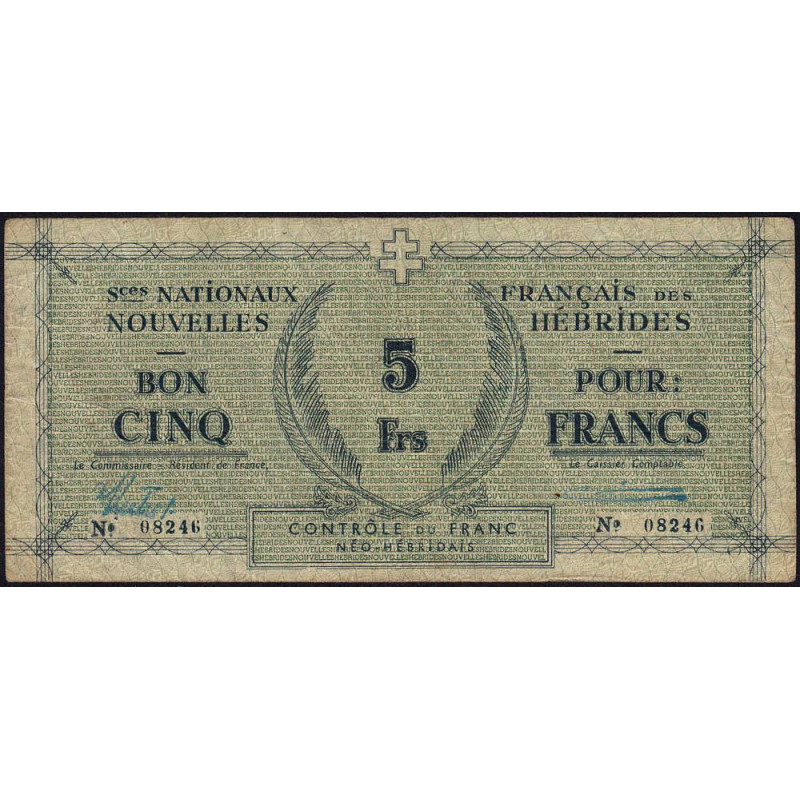 Sces NATIONAUX FRANÇAIS DES
NOUVELLES HÉBRIDES
BON POUR:
5
CINQ FRANCS
Frs
Le Commissaire - Résident de France, Le Caissier Comptable,
Nº 08246 Nº 08246
CONTRÔLE DU FRANC
NÉO-HÉBRIDAIS